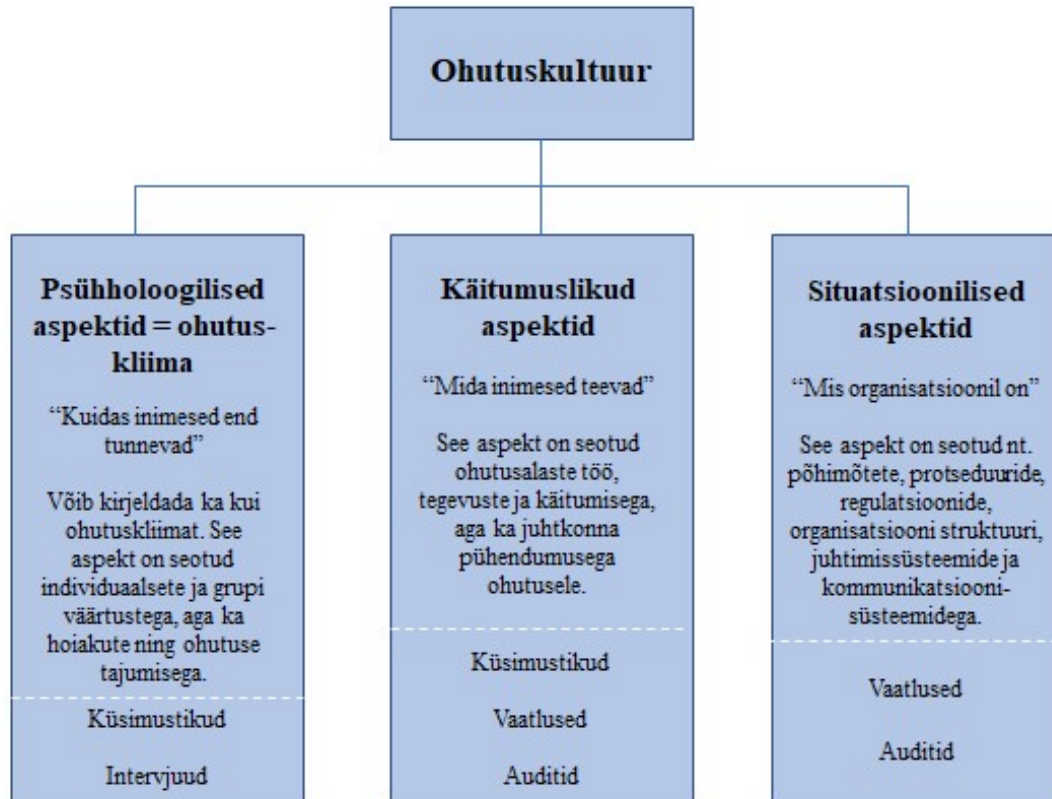 Ohutuskultuur
Psühholoogilised
aspektid = ohutus-
kliima
“Kuidas inimesed end
tunnevad”
Võib kirjeldada ka kui
ohutuskliimat. See
aspekt on seotud
individuaalsete ja grupi
väärtustega, aga ka
hoiakute ning ohutuse
tajumisega.
Küsimustikud
Intervjuud
Käitumuslikud
aspektid
“Mida inimesed teevad”
See aspekt on seotud
ohutusalaste töö,
tegevuste ja käitumisega,
aga ka juhtkonna
pühendumusega
ohutusele.
Küsimustikud
Vaatlused
Auditid
Situatsioonilised
aspektid
“Mis organisatsioonil on”
See aspekt on seotud nt.
põhimõtete, protseduuride,
regulatsioonide,
organisatsiooni struktuuri,
juhtimissüsteemide ja
kommunikatsiooni-
süsteemidega.
Vaatlused
Auditid